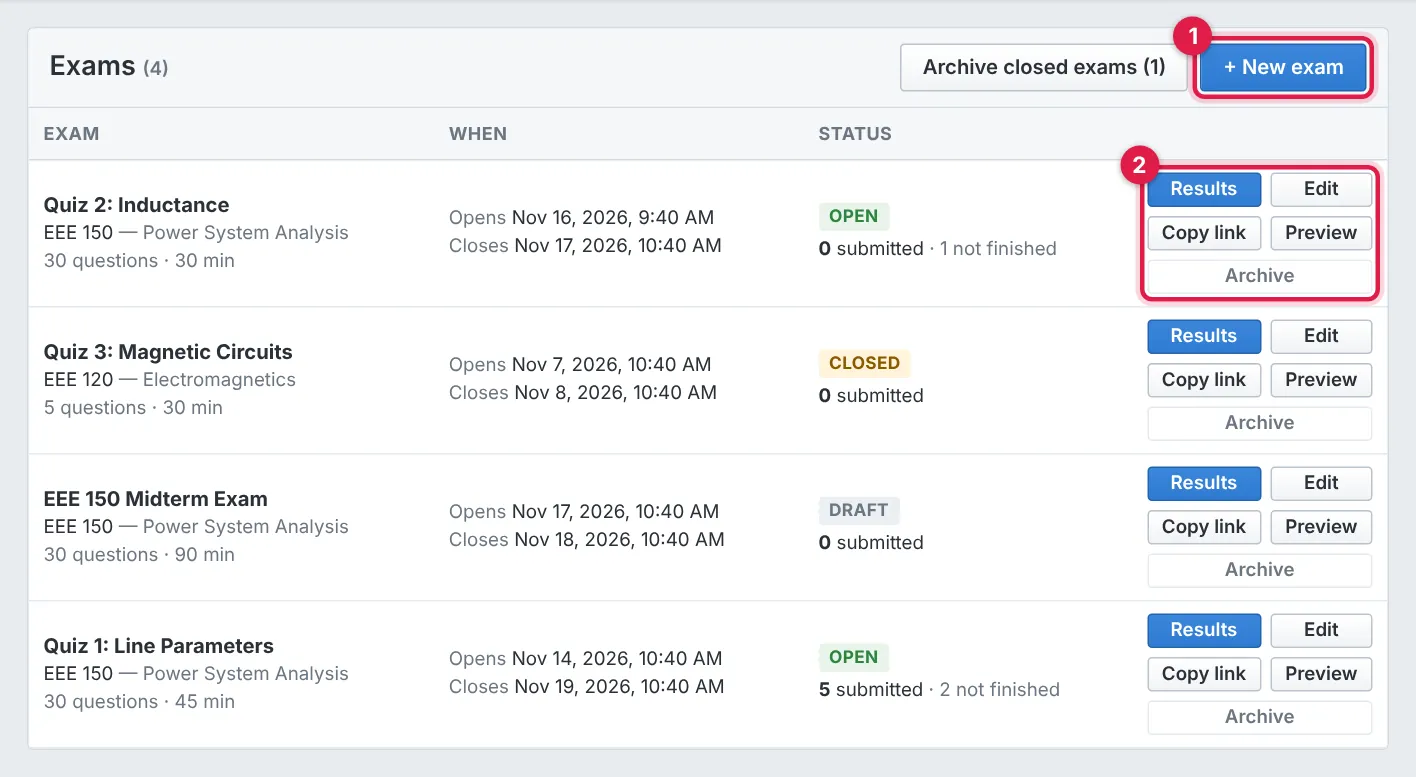 Exams (4)
Archive closed exams (1)
1
+ New exam
EXAM
WHEN
STATUS
2
Quiz 2: Inductance
EEE 150 — Power System Analysis
30 questions · 30 min
Opens Nov 16, 2026, 9:40 AM
Closes Nov 17, 2026, 10:40 AM
OPEN
0 submitted · 1 not finished
Results
Edit
Copy link
Preview
Archive
Quiz 3: Magnetic Circuits
EEE 120 — Electromagnetics
5 questions · 30 min
Opens Nov 7, 2026, 10:40 AM
Closes Nov 8, 2026, 10:40 AM
CLOSED
0 submitted
Results
Edit
Copy link
Preview
Archive
EEE 150 Midterm Exam
EEE 150 — Power System Analysis
30 questions · 90 min
Opens Nov 17, 2026, 10:40 AM
Closes Nov 18, 2026, 10:40 AM
DRAFT
0 submitted
Results
Edit
Copy link
Preview
Archive
Quiz 1: Line Parameters
EEE 150 — Power System Analysis
30 questions · 45 min
Opens Nov 14, 2026, 10:40 AM
Closes Nov 19, 2026, 10:40 AM
OPEN
5 submitted · 2 not finished
Results
Edit
Copy link
Preview
Archive